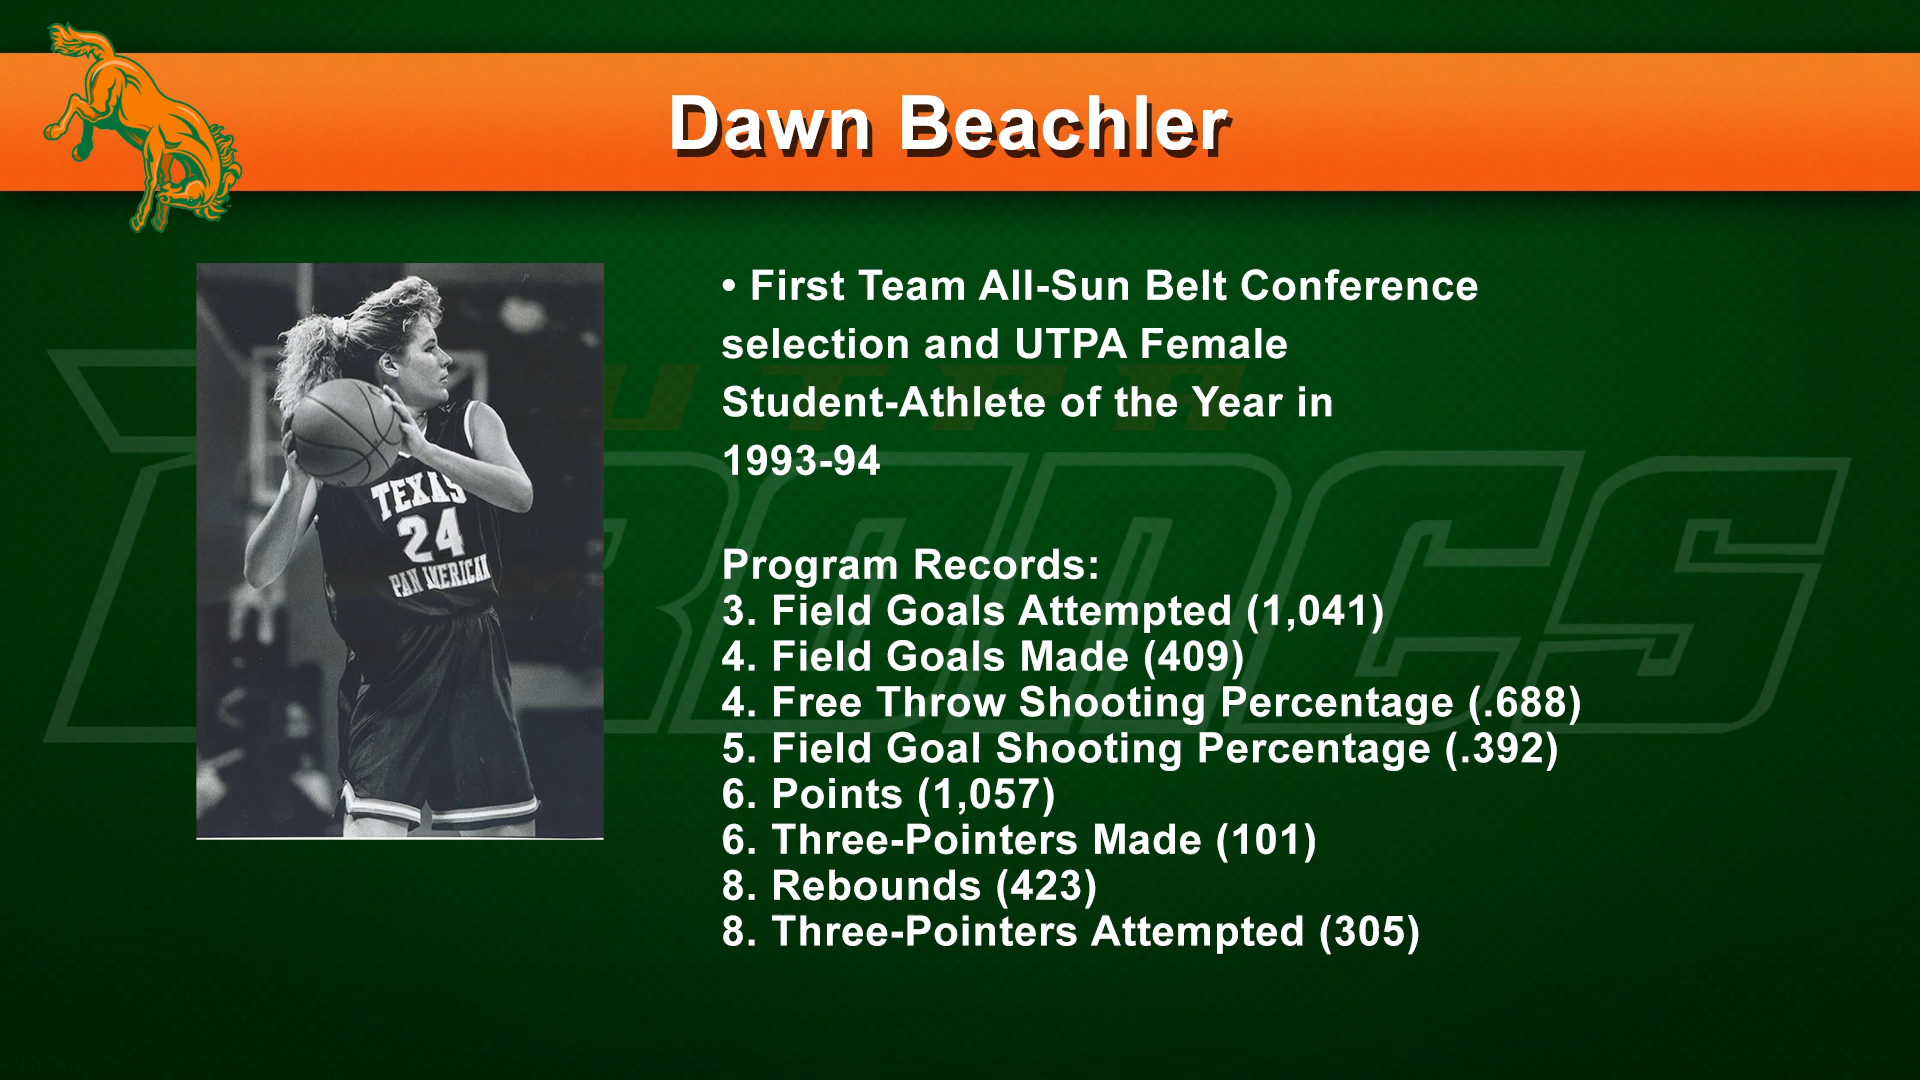 Dawn Beachler
• First Team All-Sun Belt Conference
selection and UTPA Female
Student-Athlete of the Year in
1993-94
Program Records:
3. Field Goals Attempted (1,041)
4. Field Goals Made (409)
4. Free Throw Shooting Percentage (.688)
5. Field Goal Shooting Percentage (.392)
6. Points (1,057)
6. Three-Pointers Made (101)
8. Rebounds (423)
8. Three-Pointers Attempted (305)
TEXAS
24
PAN AMERICAN
UTPA
BRONCS